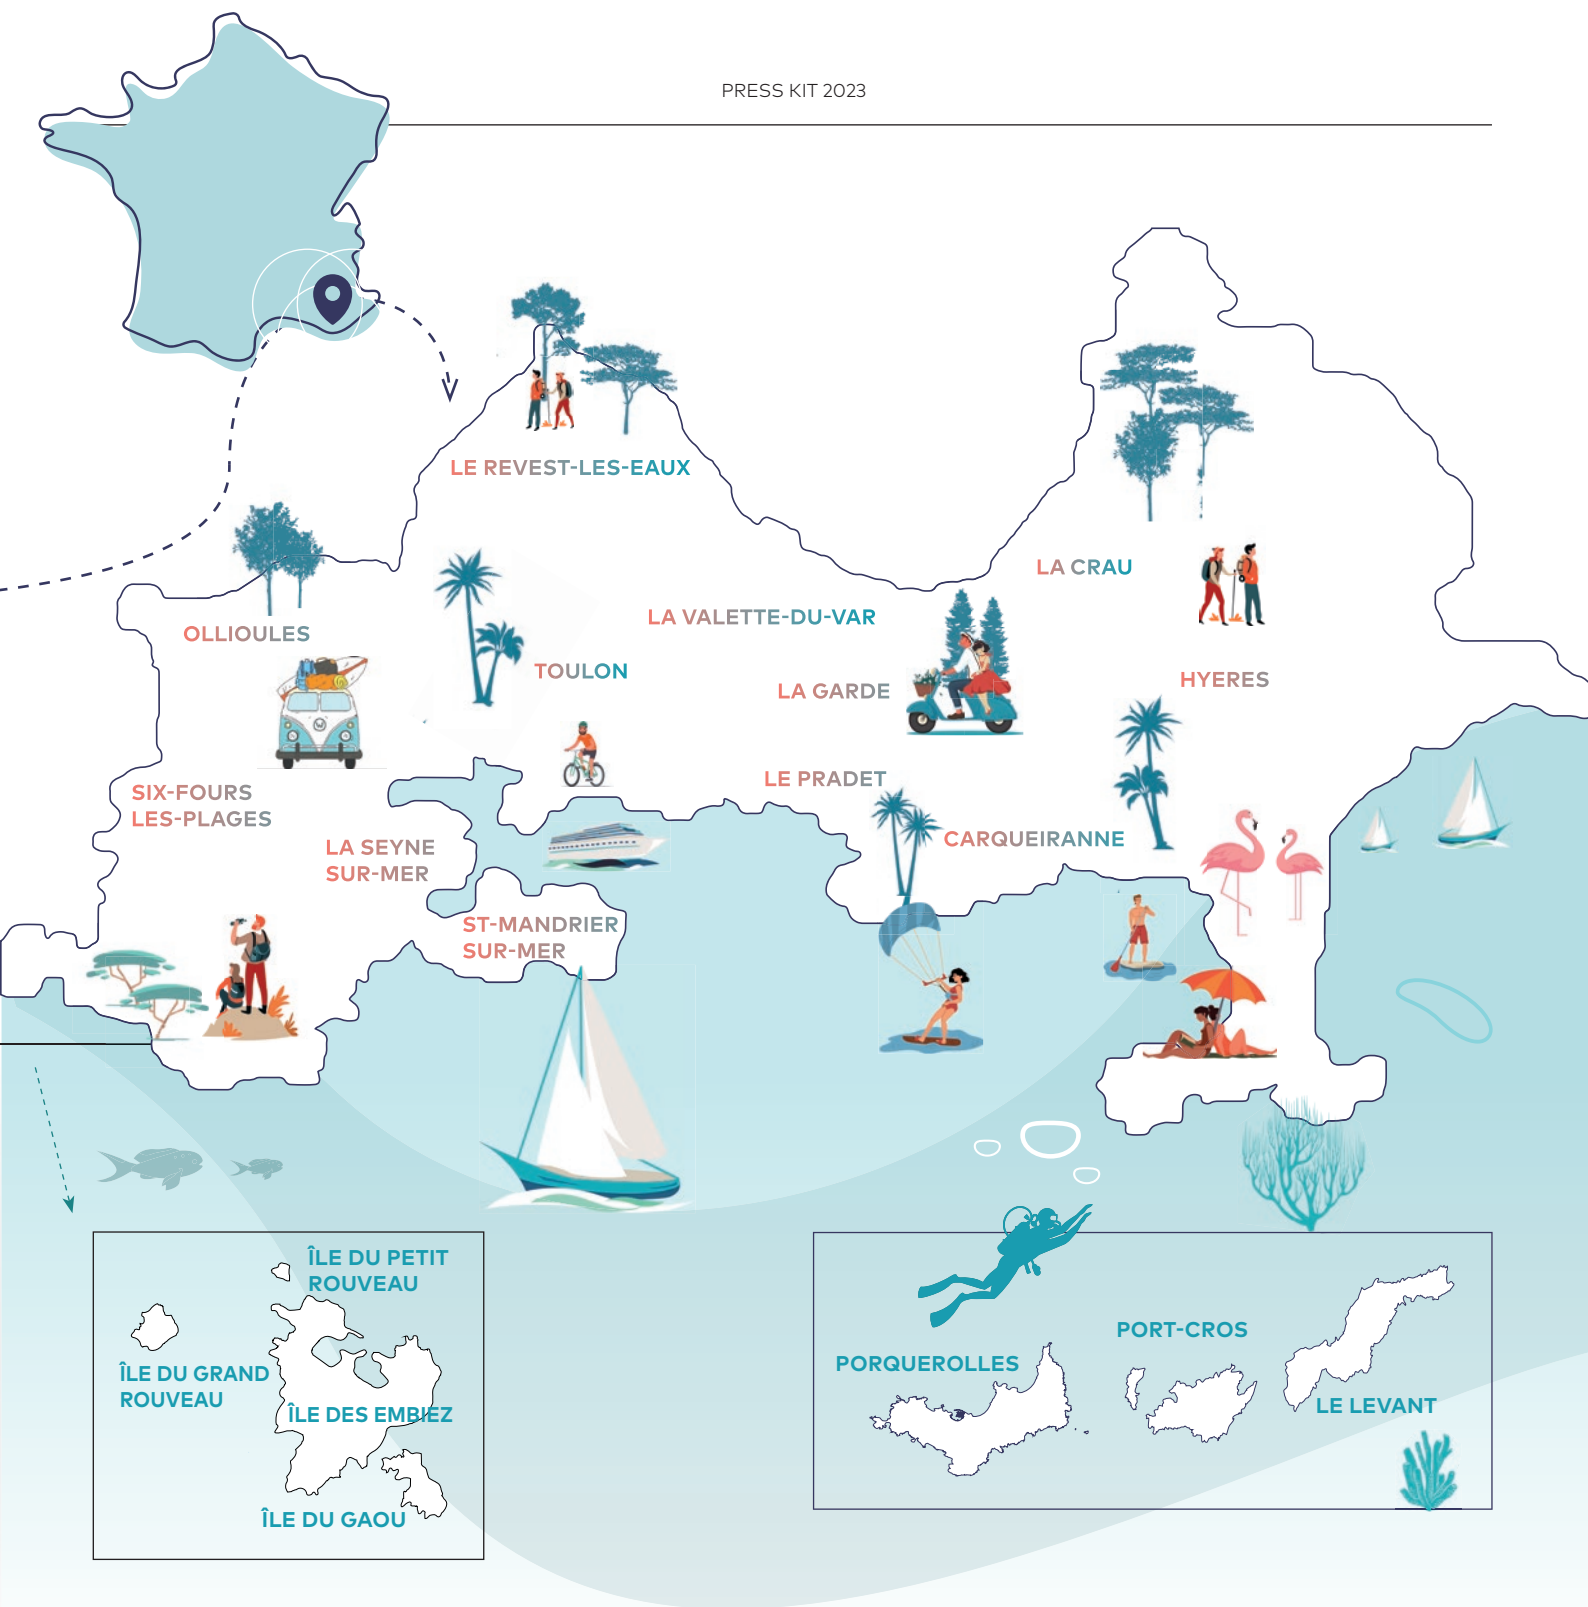 PRESS KIT 2023
LE REVEST-LES-EAUX
LA CRAU
LA VALETTE-DU-VAR
OLLIOULES
TOULON
HYERES
LA GARDE
LE PRADET
SIX-FOURS
LES-PLAGES
CARQUEIRANNE
LA SEYNE
SUR-MER
ST-MANDRIER
SUR-MER
ÎLE DU PETIT
ROUVEAU
ÎLE DU GRAND
ROUVEAU
ÎLE DES EMBIEZ
ÎLE DU GAOU
PORQUEROLLES
PORT-CROS
LE LEVANT